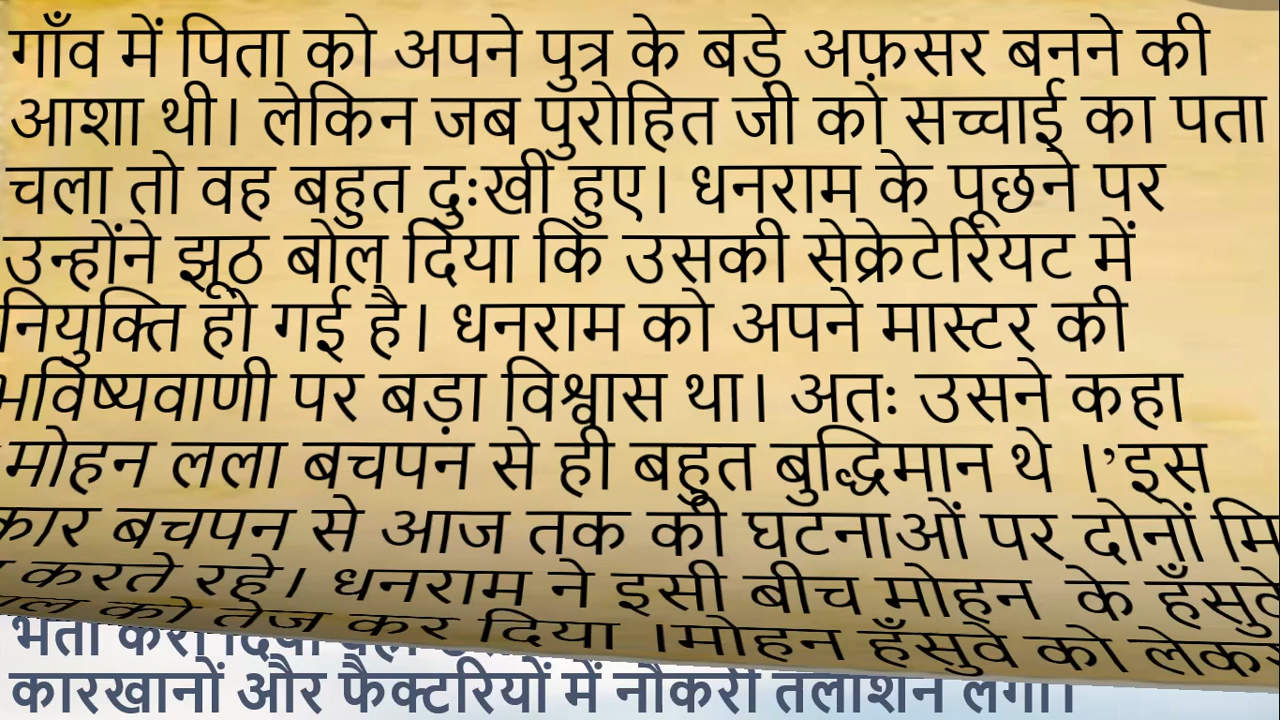 गाँव में पिता को अपने पुत्र के बड़े अफ़सर बनने की
आशा थी। लेकिन जब पुरोहित जी को सच्चाई का पता
चला तो वह बहुत दुःखी हुए। धनराम के पूछने पर
उन्होंने झूठ बोल दिया कि उसकी सेक्रेटेरियट में
नियुक्ति हो गई है। धनराम को अपने मास्टर की
भविष्यवाणी पर बड़ा विश्वास था। अतः उसने कहा
मोहन लला बचपन से ही बहुत बुद्धिमान थे ।’इस
बचपन से आज तक की घटनाओं पर दोनों
करते रहे। धनराम ने इसी बीच मोहन के हँसुवे
को तेज कर दिया ।मोहन हँसुवे को
कारखानों और फैक्टरियों में नौकरी तलाशने लगा।